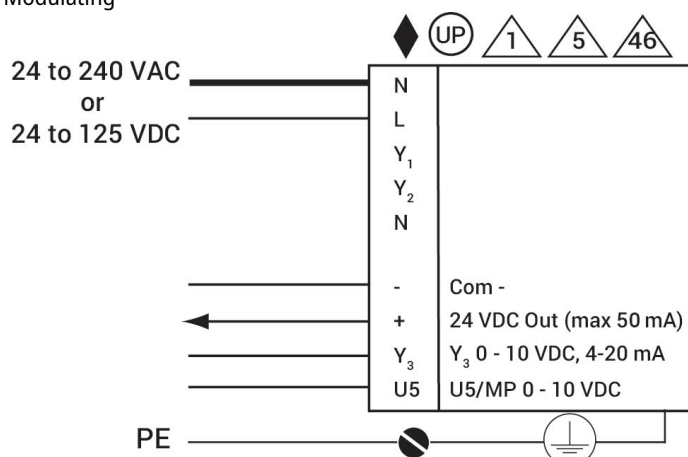 Modulating
UP 1 5 46
24 to 240 VAC
or
24 to 125 VDC
N
L
Y1
Y2
N
- Com -
+ 24 VDC Out (max 50 mA)
Y3 Y3 0 - 10 VDC, 4-20 mA
U5 U5/MP 0 - 10 VDC
PE